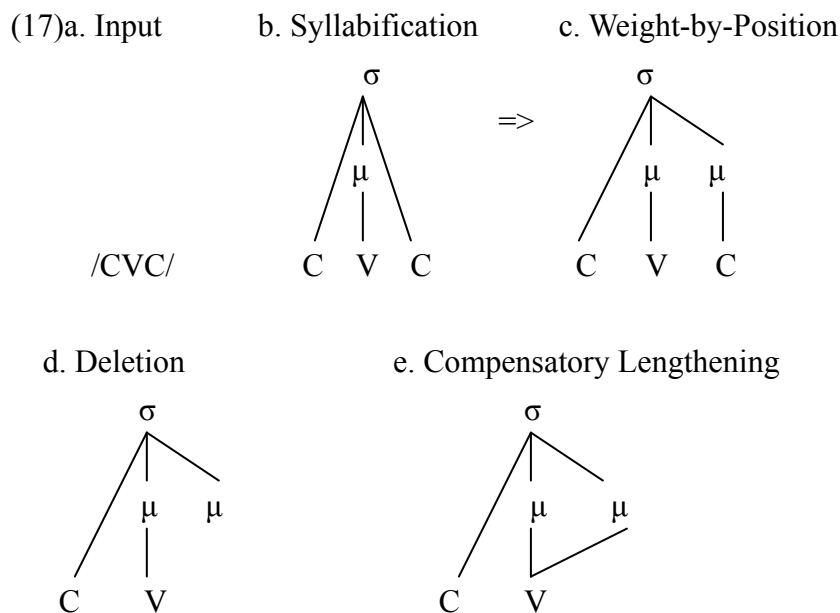 (17)a. Input b. Syllabification c. Weight-by-Position
σ => σ
μ μ μ
/CVC/ C V C C V C
d. Deletion e. Compensatory Lengthening
σ σ
μ μ μ μ
C V C V